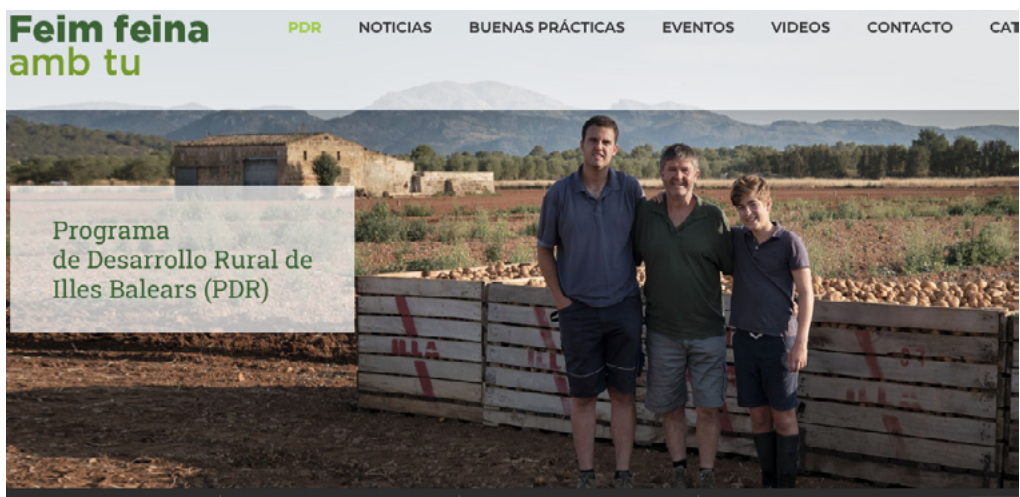 Feim feina
amb tu
PDR NOTICIAS BUENAS PRÁCTICAS EVENTOS VIDEOS CONTACTO CAT
Programa
de Desarrollo Rural de
Illes Balears (PDR)